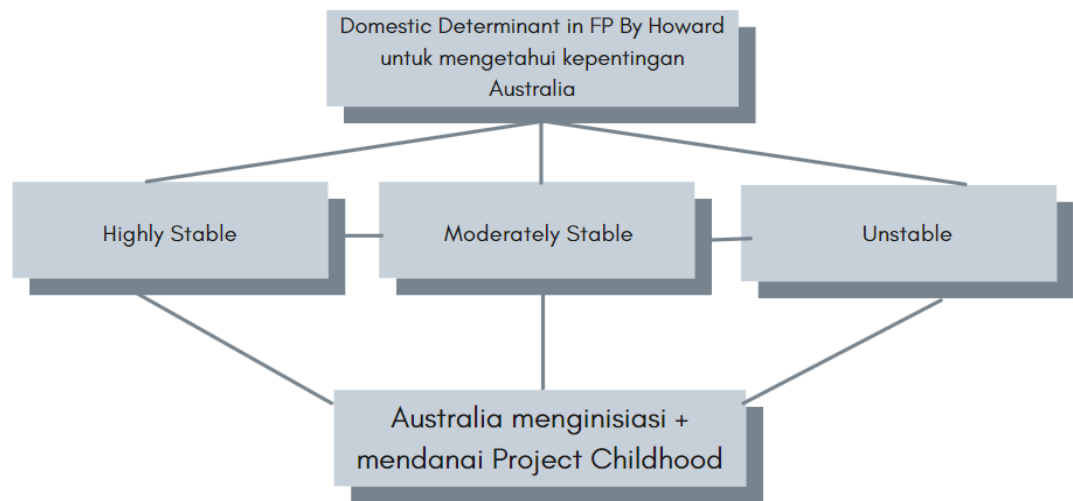 Domestic Determinant in FP By Howard
untuk mengetahui kepentingan
Australia
Highly Stable
Moderately Stable
Unstable
Australia menginisiasi +
mendanai Project Childhood